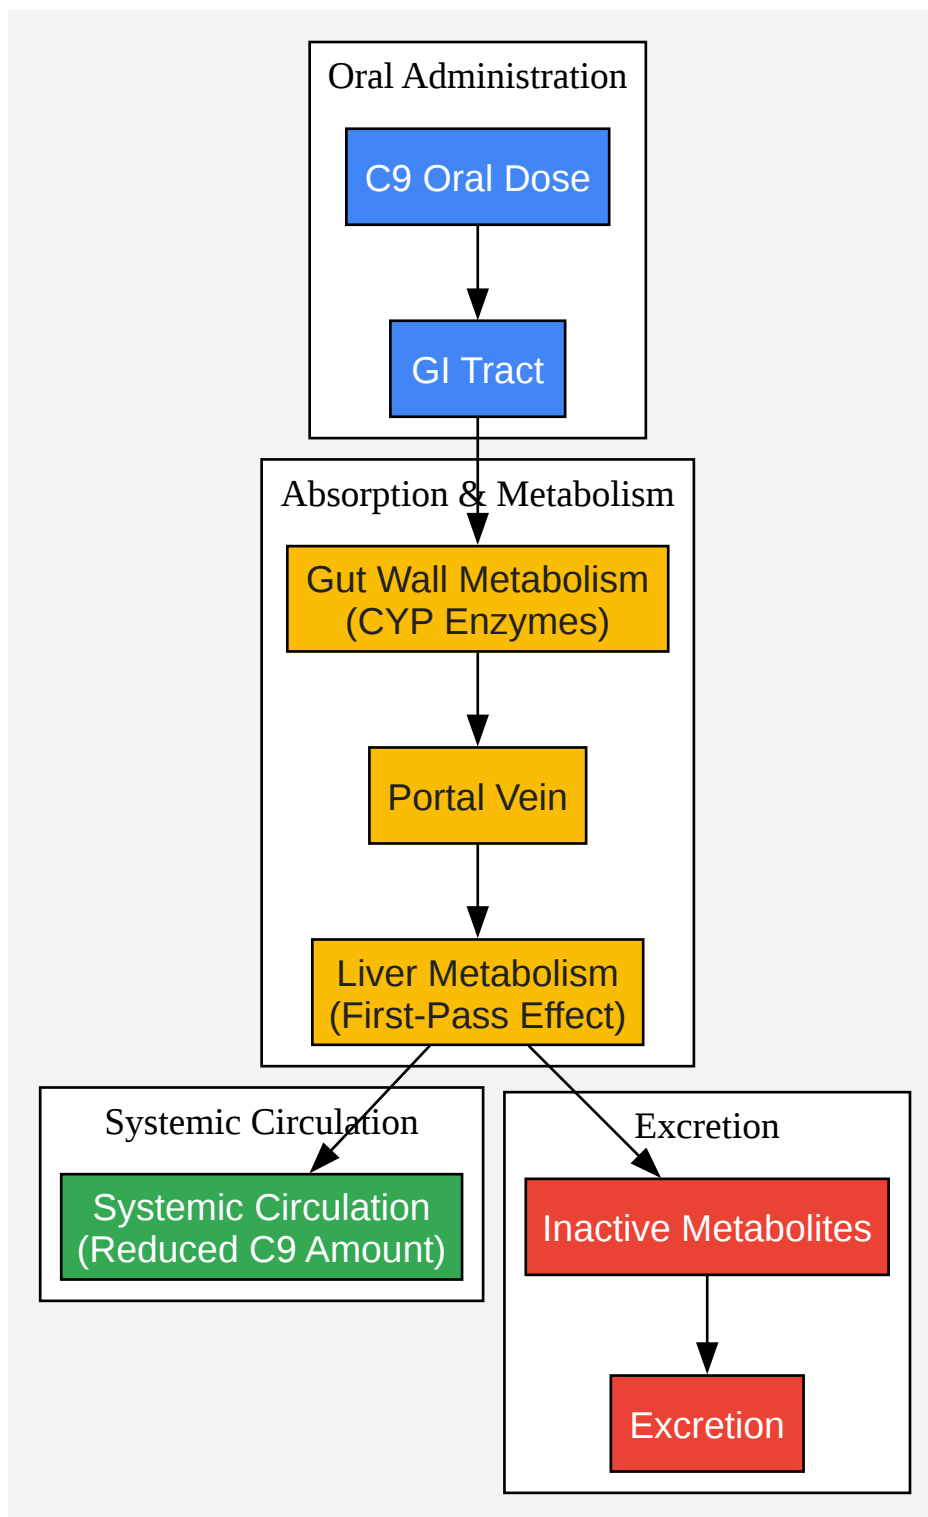 Oral Administration
C9 Oral Dose
GI Tract
Absorption & Metabolism
Gut Wall Metabolism
(CYP Enzymes)
Portal Vein
Liver Metabolism
(First-Pass Effect)
Systemic Circulation
Systemic Circulation
(Reduced C9 Amount)
Excretion
Inactive Metabolites
Excretion